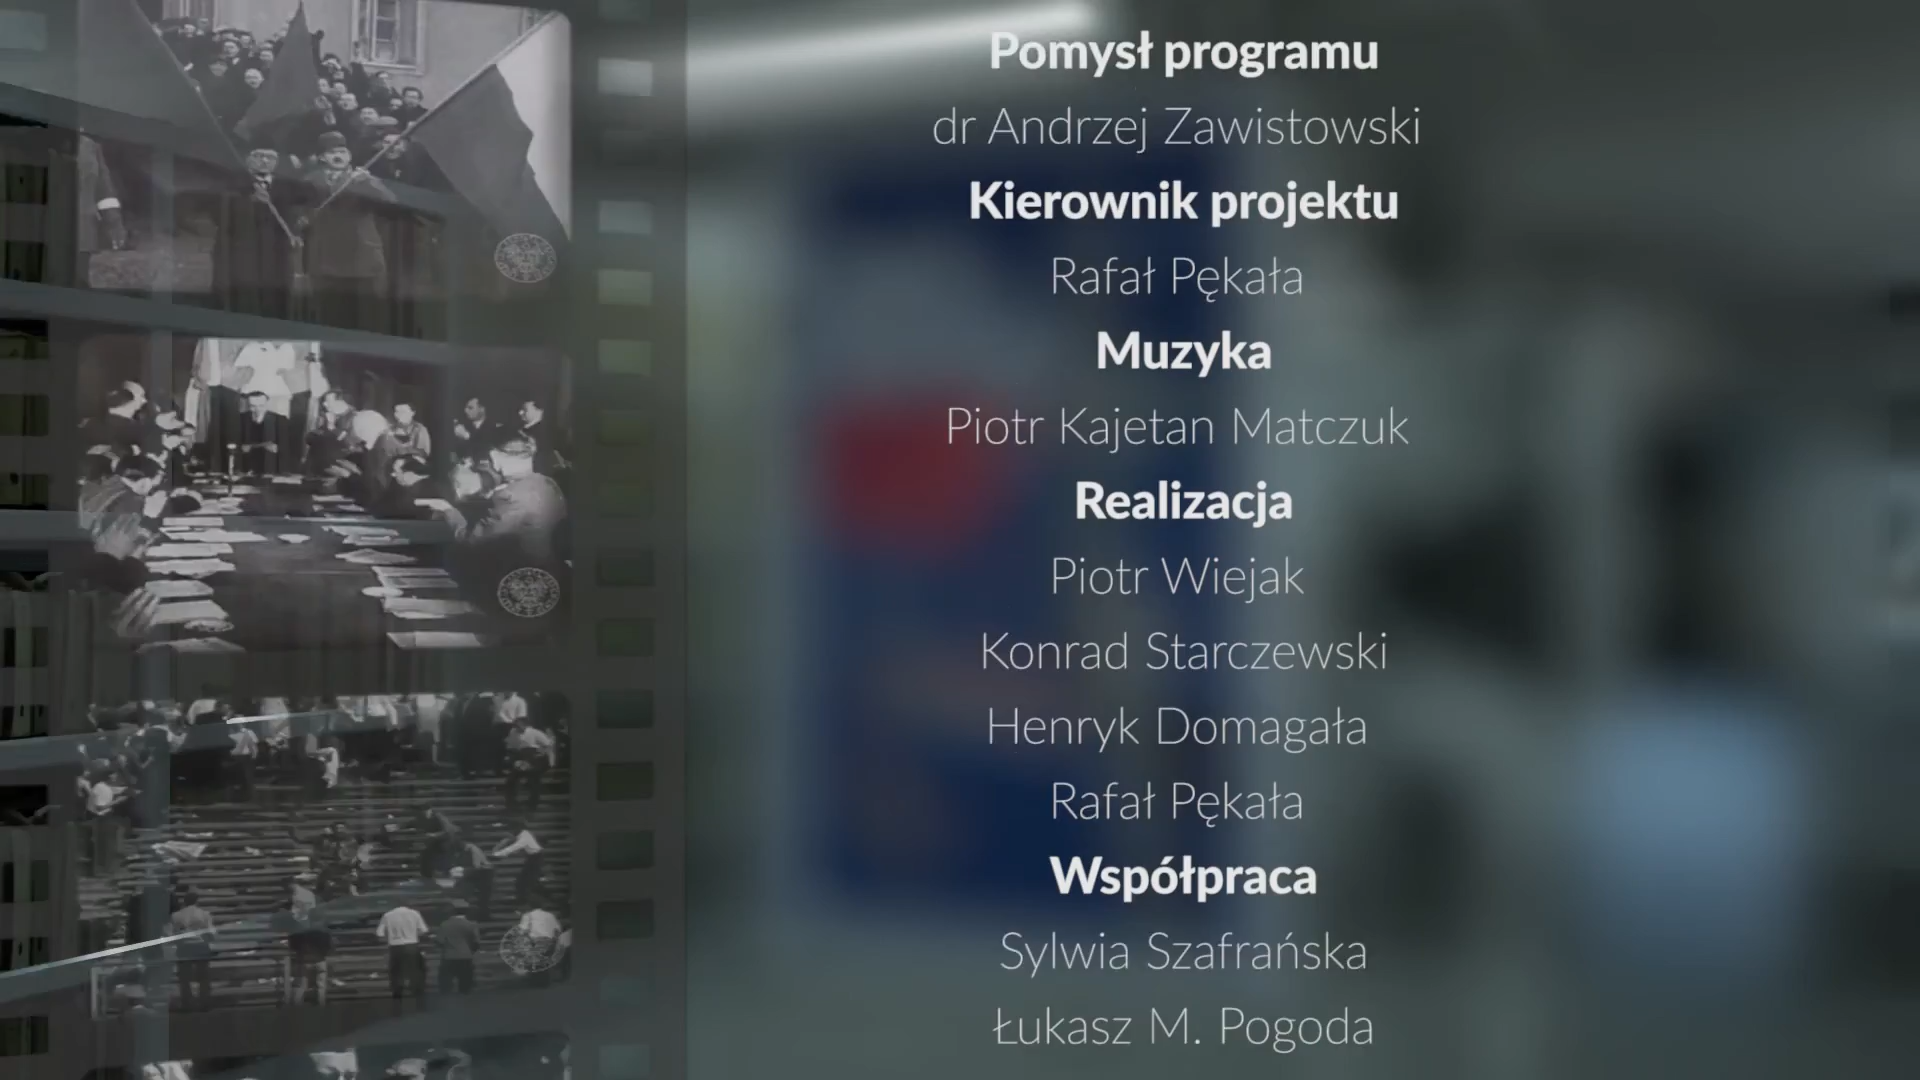 Pomysł programu
dr Andrzej Zawistowski
Kierownik projektu
Rafał Pękała
Muzyka
Piotr Kajetan Matczuk
Realizacja
Piotr Wiejak
Konrad Starczewski
Henryk Domagała
Rafał Pękała
Współpraca
Sylwia Szafrańska
Łukasz M. Pogoda